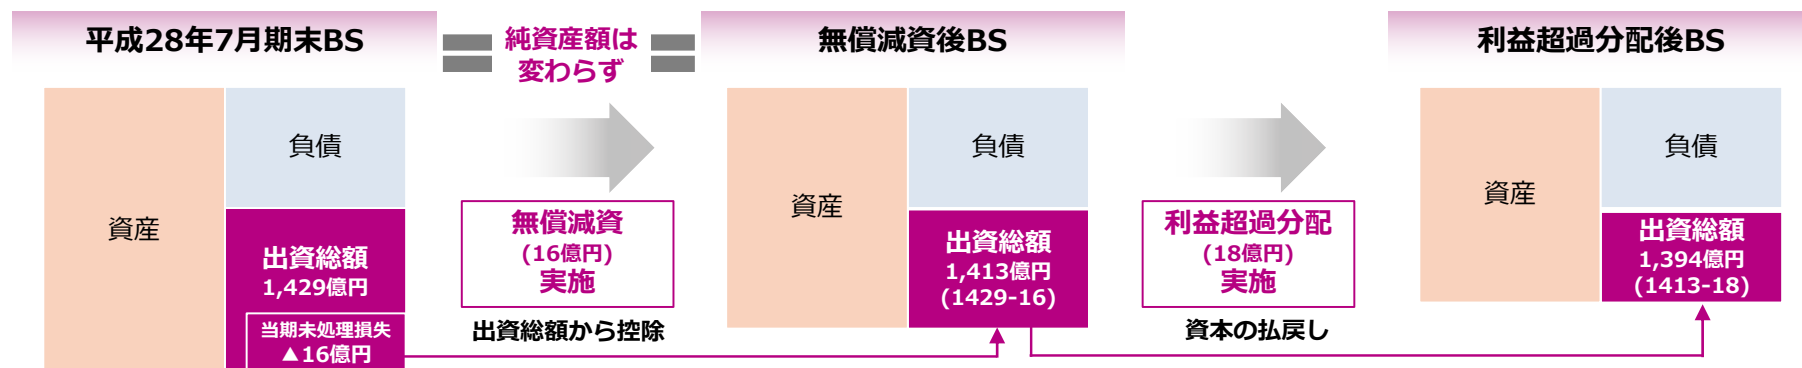 平成28年7月期末BS
純資産額は
変わらず
無償減資後BS
利益超過分配後BS
資産
負債
出資総額
1,429億円
当期未処理損失
▲16億円
無償減資
(16億円)
実施
出資総額から控除
資産
負債
出資総額
1,413億円
(1429-16)
利益超過分配
(18億円)
実施
資本の払戻し
資産
負債
出資総額
1,394億円
(1413-18)